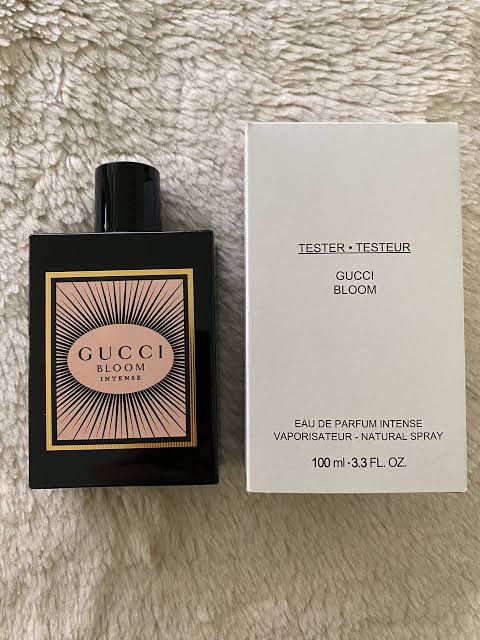 GUCCI
BLOOM
INTENSE
TESTER • TESTEUR
GUCCI
BLOOM
EAU DE PARFUM INTENSE
VAPORISATEUR - NATURAL SPRAY
100 ml · 3.3 FL. OZ.